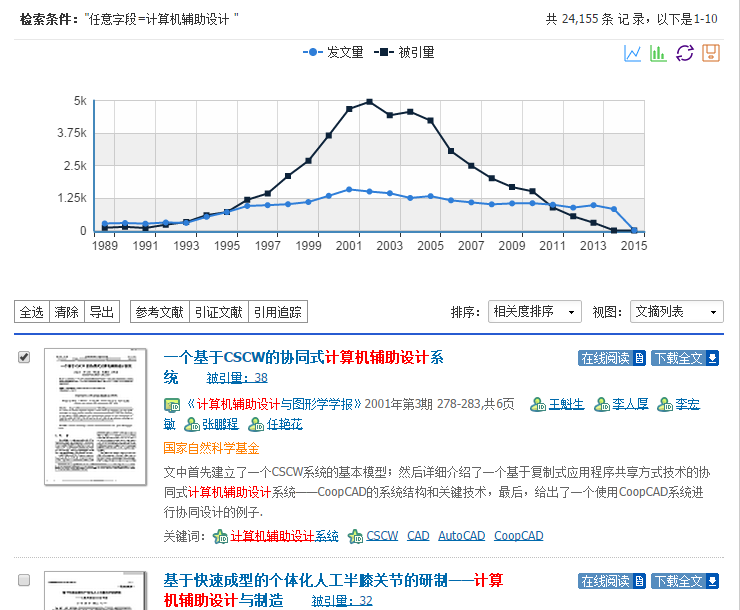 检索条件："任意字段=计算机辅助设计 "
共 24,155 条 记 录，以下是1-10
发文量 被引量
5k
3.75k
2.5k
1.25k
0
1989 1991 1993 1995 1997 1999 2001 2003 2005 2007 2009 2011 2013 2015
全选 清除 导出 参考文献 引证文献 引用追踪 排序： 相关度排序 视图： 文摘列表
一个基于CSCW的协同式计算机辅助设计系
统 被引量：38
在线阅读 下载全文
《计算机辅助设计与图形学学报》2001年第3期 278-283,共6页 王魁生 李人厚 李宏
敏 张鹏程 任艳花
国家自然科学基金
文中首先建立了一个CSCW系统的基本模型；然后详细介绍了一个基于复制式应用程序共享方式技术的协
同式计算机辅助设计系统——CoopCAD的系统结构和关键技术，最后，给出了一个使用CoopCAD系统进
行协同设计的例子.
关键词： 计算机辅助设计系统 CSCW CAD AutoCAD CoopCAD
基于快速成型的个体化人工半膝关节的研制——计算
机辅助设计与制造 被引量：32
在线阅读 下载全文